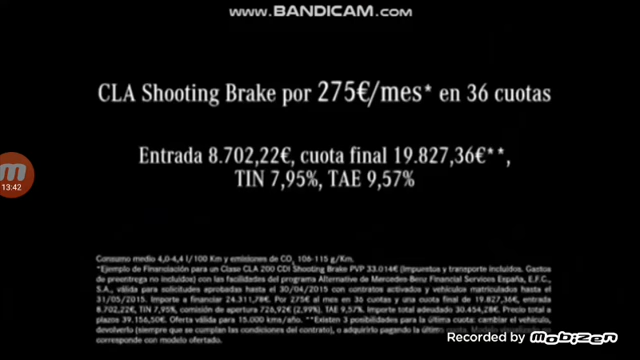 www.BANDICAM.com
CLA Shooting Brake por 275€/mes* en 36 cuotas
Entrada 8.702,22€, cuota final 19.827,36€**,
TIN 7,95%, TAE 9,57%
13:42
Consumo medio 4,0-4,4 l/100 Km y emisiones de CO2 106-115 g/Km.
*Ejemplo de Financiación para un Clase CLA 200 CDI Shooting Brake PVP 33.014€ (Impuestos y transporte incluidos. Gastos
de preentrega no incluidos) con las facilidades del programa Alternative de Mercedes-Benz Financial Services España, E.F.C.,
S.A., válida para solicitudes aprobadas hasta el 30/04/2015 con contratos activados y vehículos matriculados hasta
31/05/2015. Importe a financiar 24.311,78€. Por 275€ al mes en 36 cuotas y una cuota final de 19.827,36€, entrada
8.702,22€, TIN 7,95%, comisión de apertura 726,92€ (2,99%). TAE 9,57%. Importe total adeudado 30.454,28€. Precio total a
plazos 39.156,50€. Oferta válida para 15.000 kms/año. **Existen 3 posibilidades para la última cuota: cambiar el vehículo,
devolverlo (siempre que se cumplan las condiciones del contrato), o adquirirlo pagando la última cuota. Modelo
corresponde con modelo ofertado.
Recorded by mobizen